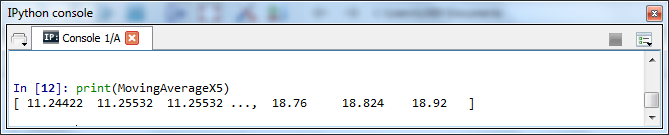 IPython console
IP: Console 1/A
In [12]: print(MovingAverageX5)
[ 11.24422  11.25532  11.25532 ...,  18.76     18.824    18.92   ]